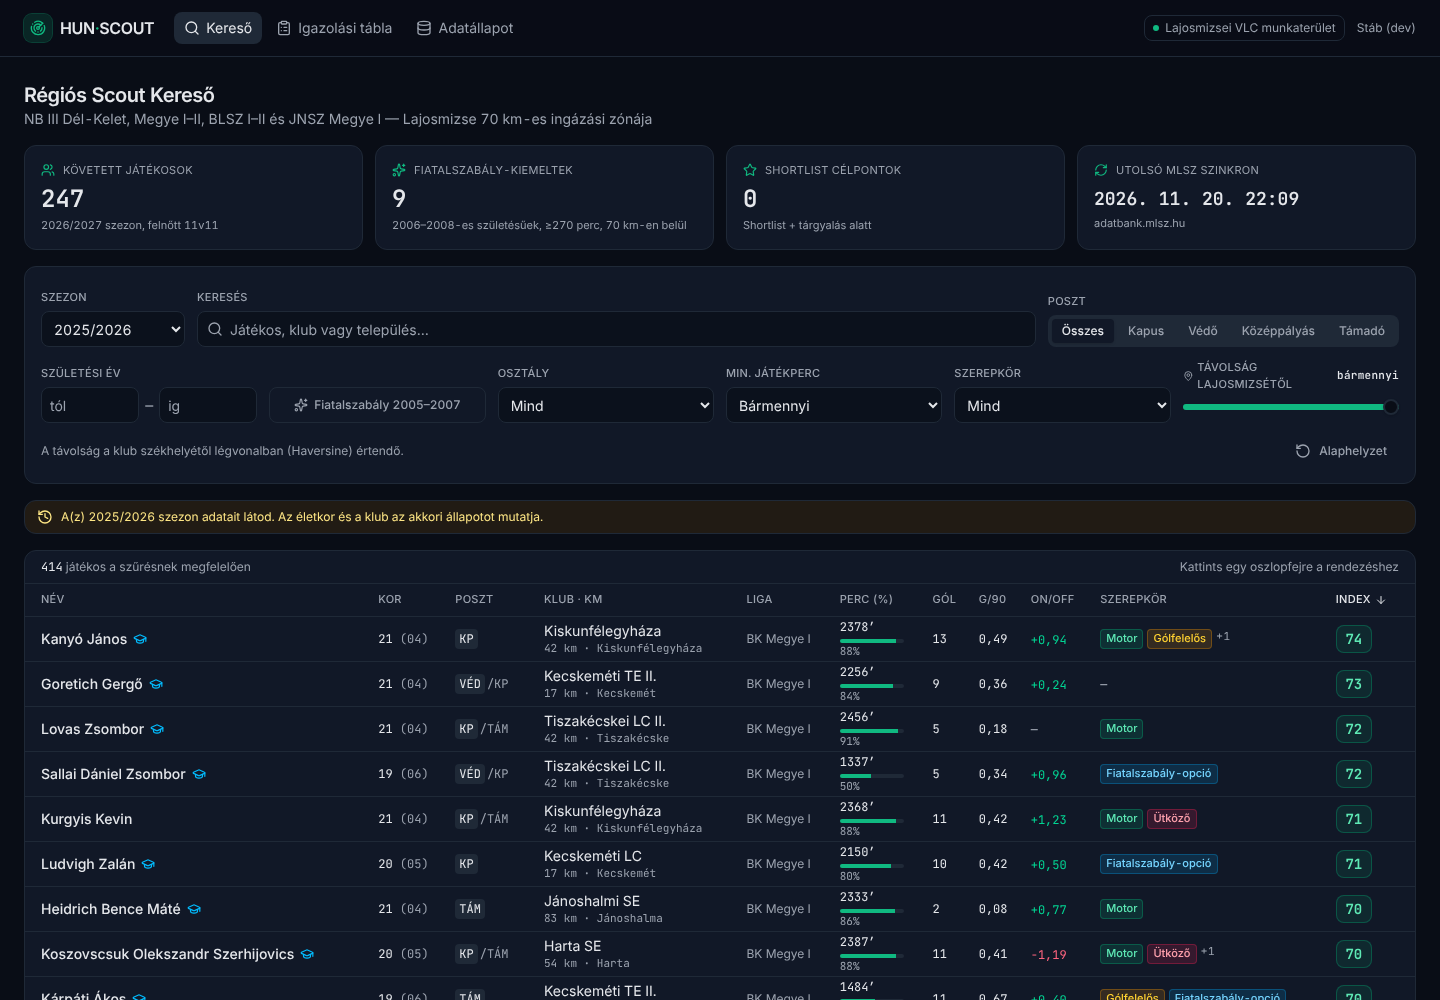 HUN·SCOUT
Kereső
Igazolási tábla
Adatállapot
Lajosmizsei VLC munkaterület
Stáb (dev)
Régiós Scout Kereső
NB III Dél-Kelet, Megye I–II, BLSZ I–II és JNSZ Megye I — Lajosmizse 70 km-es ingázási zónája
KÖVETETT JÁTÉKOSOK
247
2026/2027 szezon, felnőtt 11v11
FIATALSZABÁLY-KIEMELTEK
9
2006–2008-es születésűek, ≥270 perc, 70 km-en belül
SHORTLIST CÉLPONTOK
0
Shortlist + tárgyalás alatt
UTOLSÓ MLSZ SZINKRON
2026. 11. 20. 22:09
adatbank.mlsz.hu
SZEZON
2025/2026
KERESÉS
Játékos, klub vagy település...
POSZT
Összes Kapus Védő Középpályás Támadó
SZÜLETÉSI ÉV
tól – ig
Fiatalszabály 2005–2007
OSZTÁLY
Mind
MIN. JÁTÉKPERC
Bármennyi
SZEREPKÖR
Mind
TÁVOLSÁG
LAJOSMIZSÉTŐL
bármennyi
A távolság a klub székhelyétől légvonalban (Haversine) értendő.
Alaphelyzet
A(z) 2025/2026 szezon adatait látod. Az életkor és a klub az akkori állapotot mutatja.
414 játékos a szűrésnek megfelelően
Kattints egy oszlopfejre a rendezéshez
NÉV KOR POSZT KLUB · KM LIGA PERC (%) GÓL G/90 ON/OFF SZEREPKÖR INDEX ↓
Kanyó János 21 (04) KP Kiskunfélegyháza BK Megye I 2378′ 13 0,49 +0,94 Motor Gólfelelős +1 74
42 km · Kiskunfélegyháza 88%
Goretich Gergő 21 (04) VÉD /KP Kecskeméti TE II. BK Megye I 2256′ 9 0,36 +0,24 — 73
17 km · Kecskemét 84%
Lovas Zsombor 21 (04) KP /TÁM Tiszakécskei LC II. BK Megye I 2456′ 5 0,18 — Motor 72
42 km · Tiszakécske 91%
Sallai Dániel Zsombor 19 (06) VÉD /KP Tiszakécskei LC II. BK Megye I 1337′ 5 0,34 +0,96 Fiatalszabály-opció 72
42 km · Tiszakécske 50%
Kurgyis Kevin 21 (04) KP /TÁM Kiskunfélegyháza BK Megye I 2368′ 11 0,42 +1,23 Motor Ütköző 71
42 km · Kiskunfélegyháza 88%
Ludvigh Zalán 20 (05) KP Kecskeméti LC BK Megye I 2150′ 10 0,42 +0,50 Fiatalszabály-opció 71
17 km · Kecskemét 80%
Heidrich Bence Máté 21 (04) TÁM Jánoshalmi SE BK Megye I 2333′ 2 0,08 +0,77 Motor 70
83 km · Jánoshalma 86%
Koszovscsuk Olekszandr Szerhijovics 20 (05) KP /TÁM Harta SE BK Megye I 2387′ 11 0,41 -1,19 Motor Ütköző +1 70
54 km · Harta 88%
Kárpáti Ákos 19 (06) TÁM Kecskeméti TE II. BK Megye I 1484′ 11 0,67 +0,40 Gólfelelős Fiatalszabály-opció